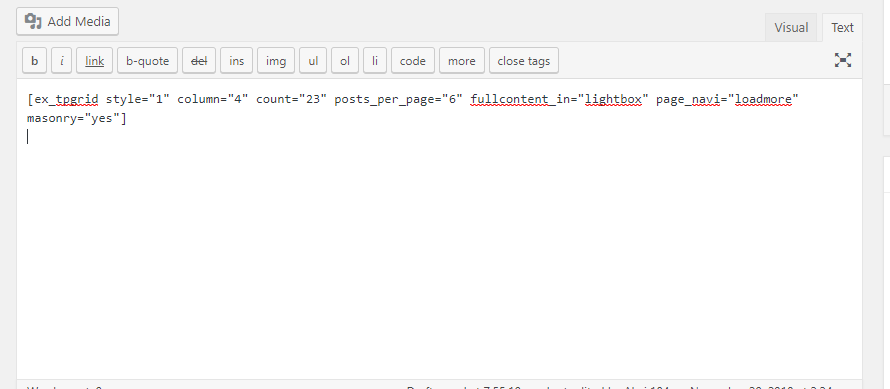 Add Media
Visual Text
b i link b-quote del ins img ul ol li code more close tags
[ex_tpgrid style="1" column="4" count="23" posts_per_page="6" fullcontent_in="lightbox" page_navi="loadmore"
masonry="yes"]